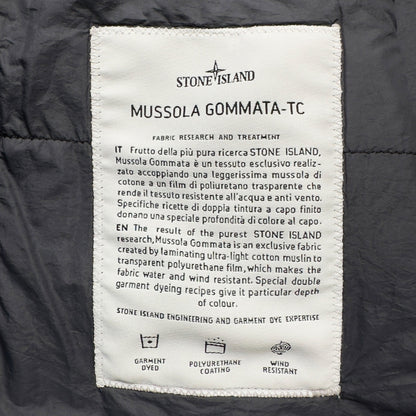 STONE ISLAND
MUSSOLA GOMMATA-TC
FABRIC RESEARCH AND TREATMENT
IT Frutto della più pura ricerca STONE ISLAND,
Mussola Gommata è un tessuto esclusivo realiz-
zato accoppiando una leggerissima mussola di
cotone a un film di poliuretano trasparente che
rende il tessuto resistente all'acqua e anti vento.
Specifiche ricette di doppia tintura a capo finito
donano una speciale profondità di colore al capo.
EN The result of the purest STONE ISLAND
research, Mussola Gommata is an exclusive fabric
created by laminating ultra-light cotton muslin to
transparent polyurethane film, which makes the
fabric water and wind resistant. Special double
garment dyeing recipes give it particular depth
of colour.
STONE ISLAND ENGINEERING AND GARMENT DYE EXPERTISE
GARMENT DYED
POLYURETHANE COATING
WIND RESISTANT